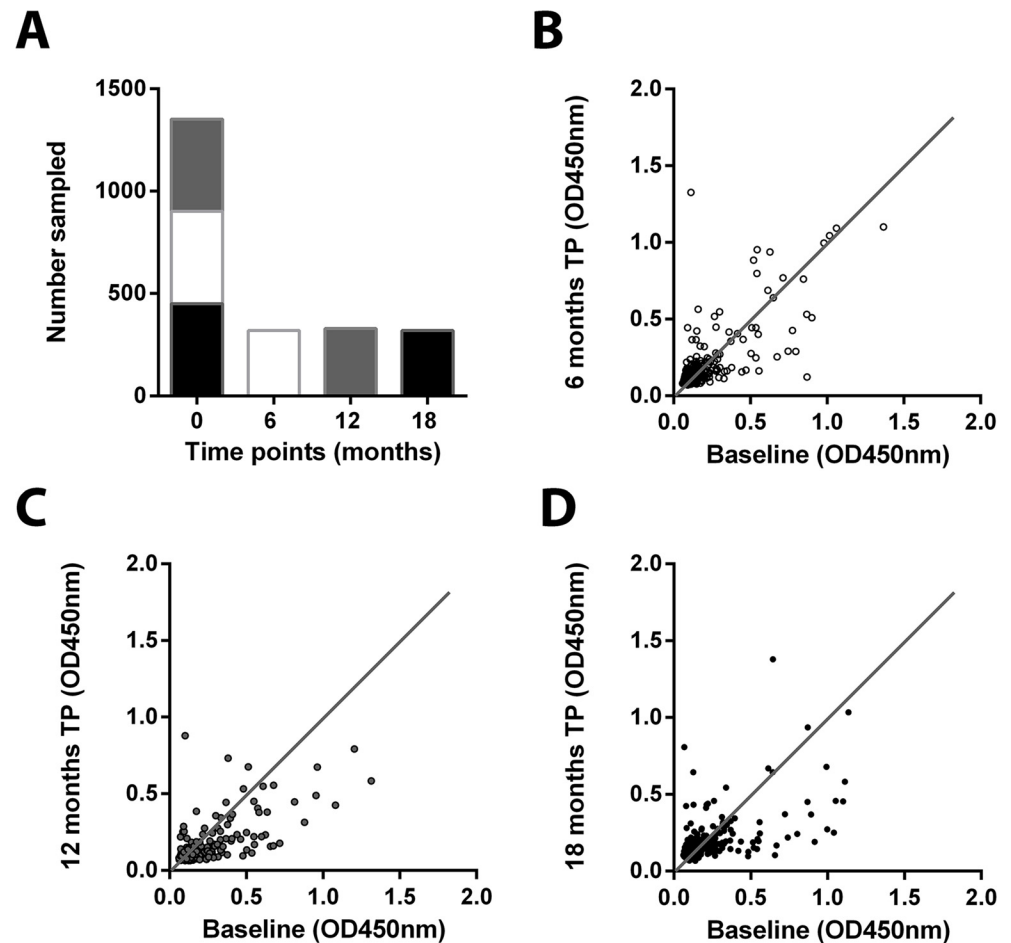 A
Number sampled
1500
1000
500
0
0 6 12 18
Time points (months)
B
6 months TP (OD450nm)
2.0
1.5
1.0
0.5
0.0
0.0 0.5 1.0 1.5 2.0
Baseline (OD450nm)
C
12 months TP (OD450nm)
2.0
1.5
1.0
0.5
0.0
0.0 0.5 1.0 1.5 2.0
Baseline (OD450nm)
D
18 months TP (OD450nm)
2.0
1.5
1.0
0.5
0.0
0.0 0.5 1.0 1.5 2.0
Baseline (OD450nm)